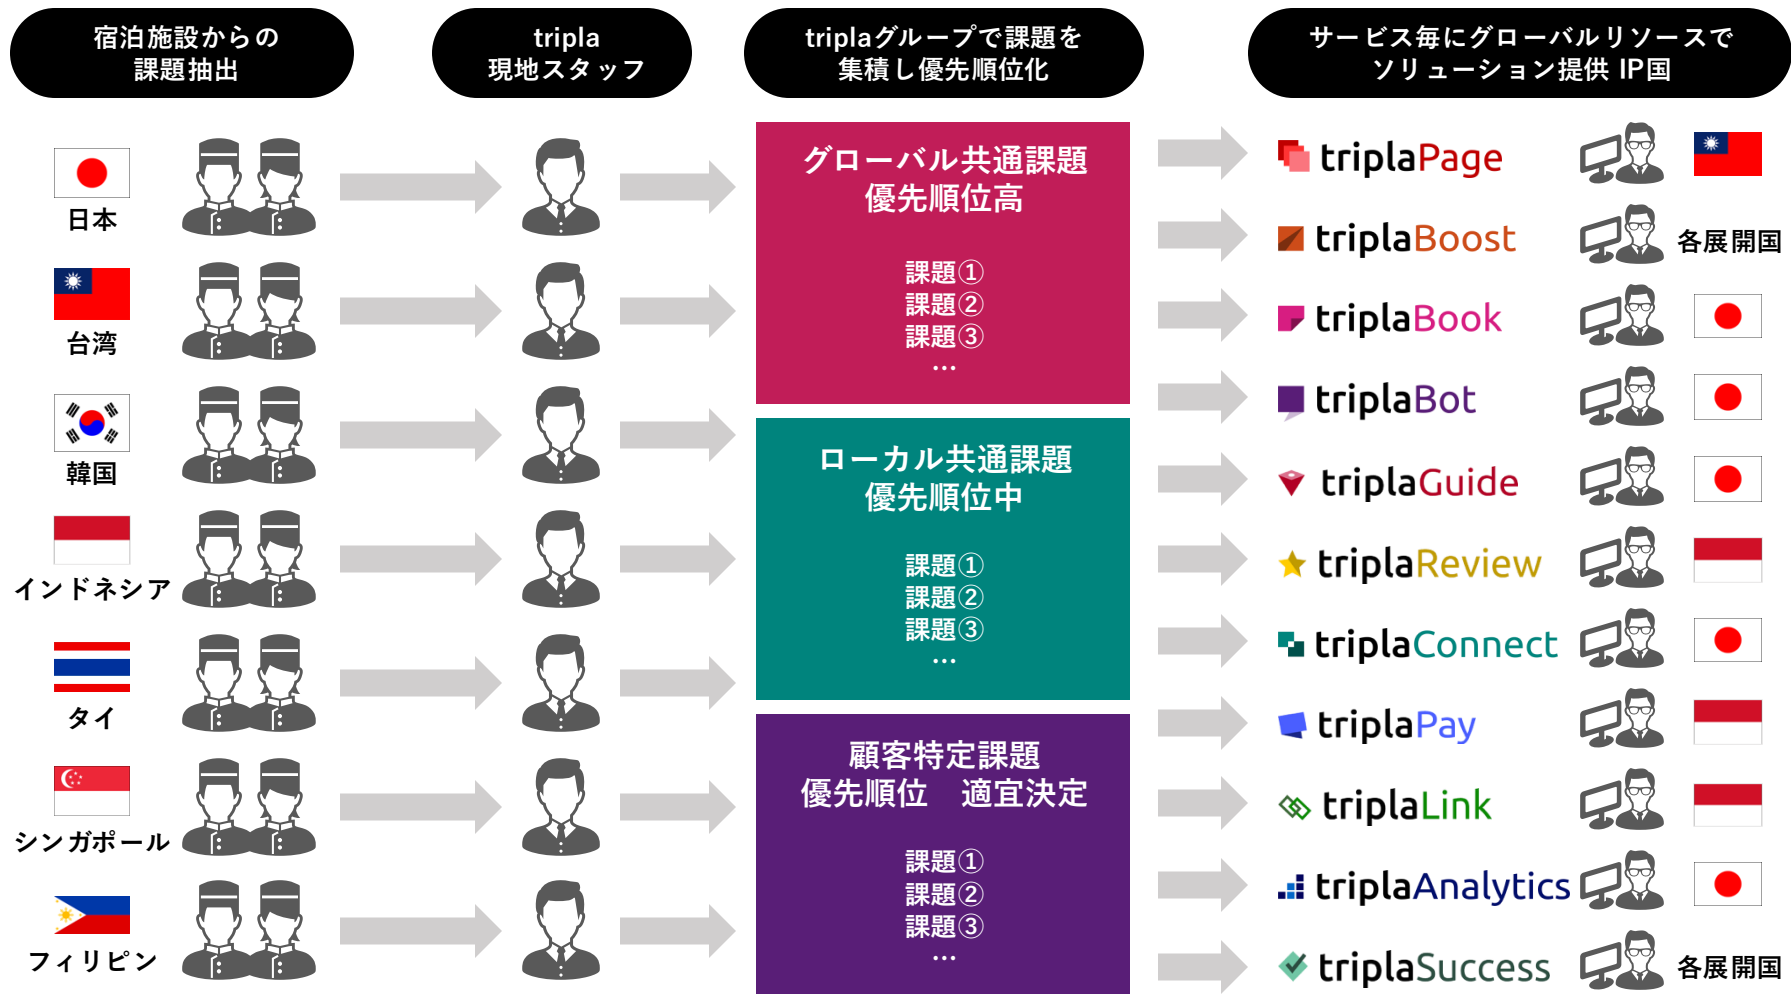 宿泊施設からの
課題抽出
tripla
現地スタッフ
triplaグループで課題を
集積し優先順位化
サービス毎にグローバルリソースで
ソリューション提供 IP国
日本
台湾
韓国
インドネシア
タイ
シンガポール
フィリピン
グローバル共通課題
優先順位高
課題①
課題②
課題③
…
ローカル共通課題
優先順位中
課題①
課題②
課題③
…
顧客特定課題
優先順位　適宜決定
課題①
課題②
課題③
…
triplaPage
triplaBoost
各展開国
triplaBook
triplaBot
triplaGuide
triplaReview
triplaConnect
triplaPay
triplaLink
triplaAnalytics
triplaSuccess
各展開国